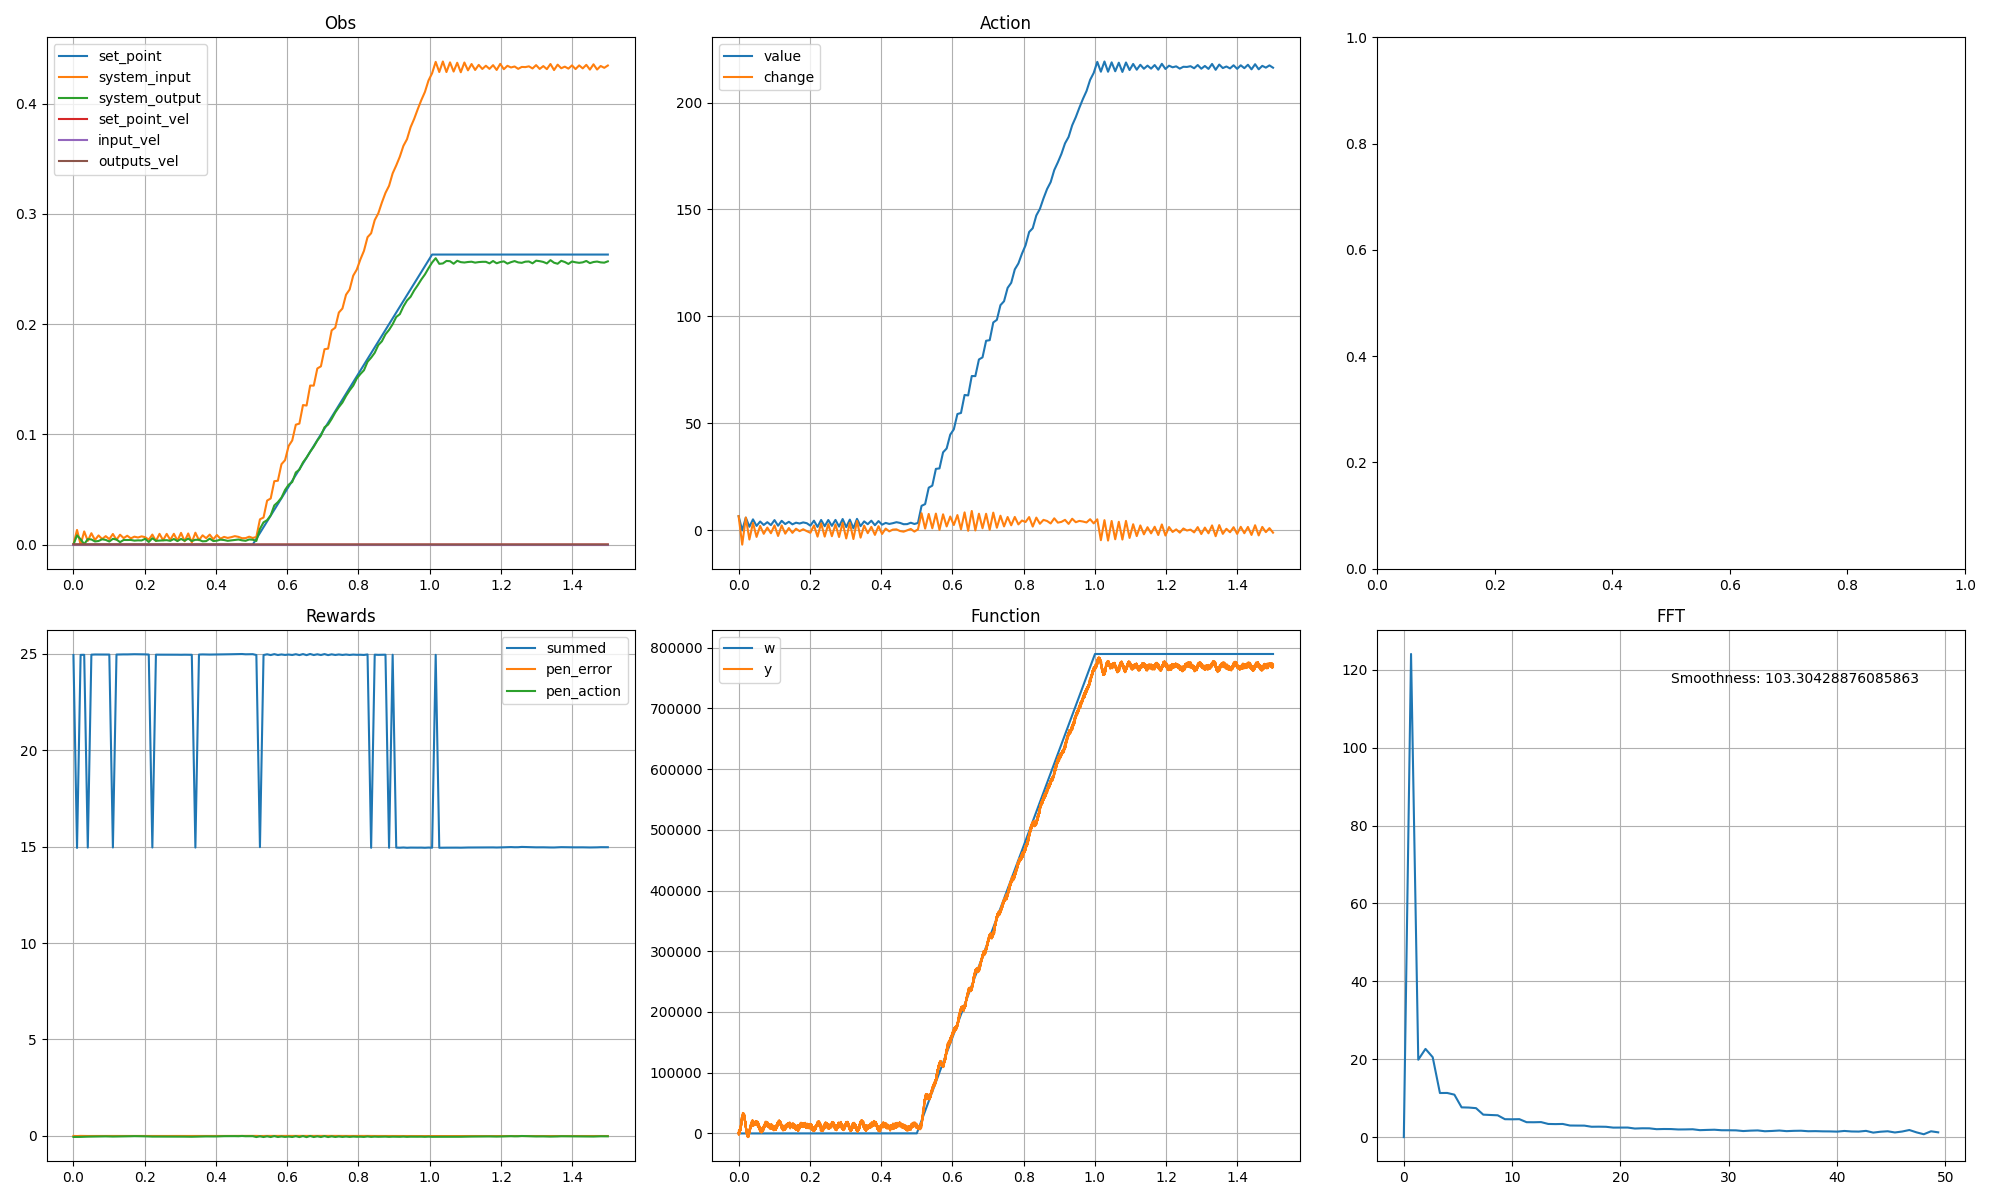 Obs
set_point
system_input
system_output
set_point_vel
input_vel
outputs_vel
0.4
0.3
0.2
0.1
0.0
0.0 0.2 0.4 0.6 0.8 1.0 1.2 1.4
Action
value
change
200
150
100
50
0
0.0 0.2 0.4 0.6 0.8 1.0 1.2 1.4
1.0
0.8
0.6
0.4
0.2
0.0
0.0 0.2 0.4 0.6 0.8 1.0
Rewards
summed
pen_error
pen_action
25
20
15
10
5
0
0.0 0.2 0.4 0.6 0.8 1.0 1.2 1.4
Function
w
y
800000
700000
600000
500000
400000
300000
200000
100000
0
0.0 0.2 0.4 0.6 0.8 1.0 1.2 1.4
FFT
Smoothness: 103.30428876085863
120
100
80
60
40
20
0
0 10 20 30 40 50